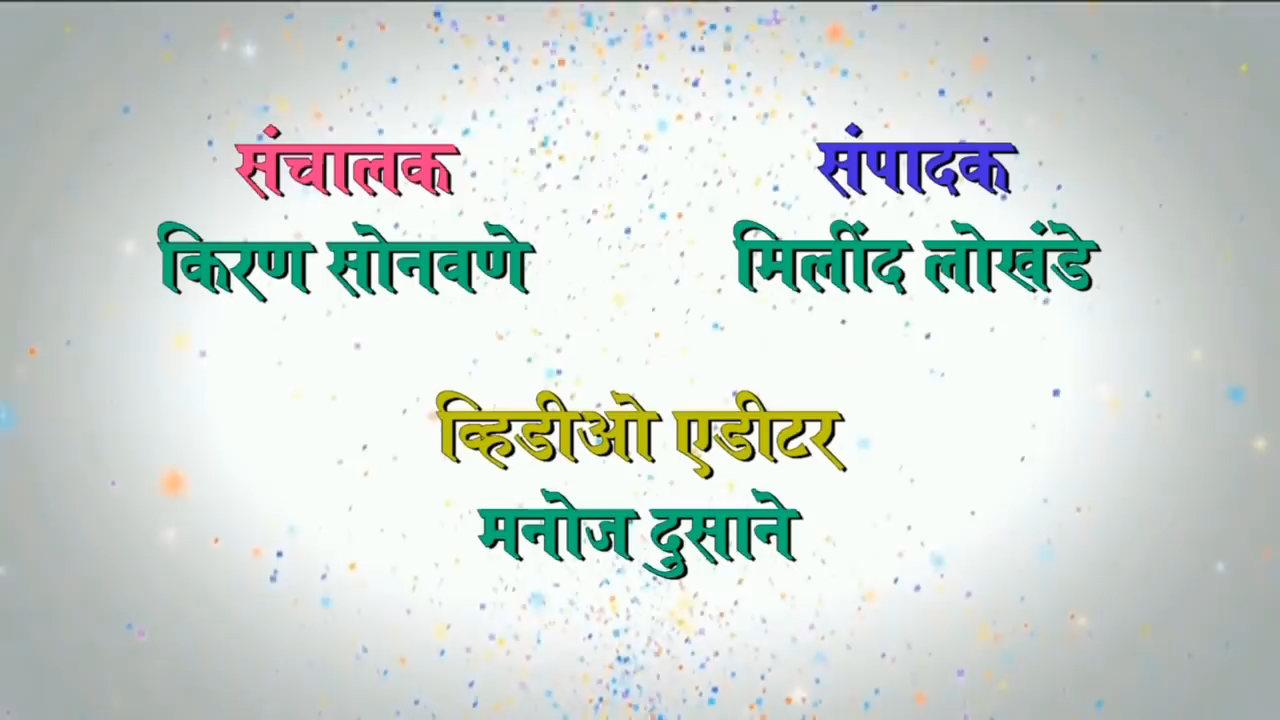 संचालक
किरण सोनवणे
संपादक
मिलींद लोखंडे
व्हिडीओ एडीटर
मनोज दुसाने